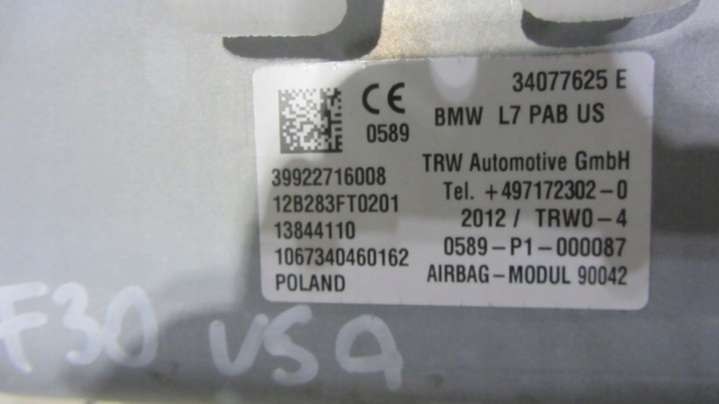 34077625 E
CE BMW L7 PAB US
0589
39922716008
12B283FT0201
13844110
1067340460162
POLAND
TRW Automotive GmbH
Tel. +497172302-0
2012 / TRW0-4
0589-P1-000087
AIRBAG-MODUL 90042
F30 USA